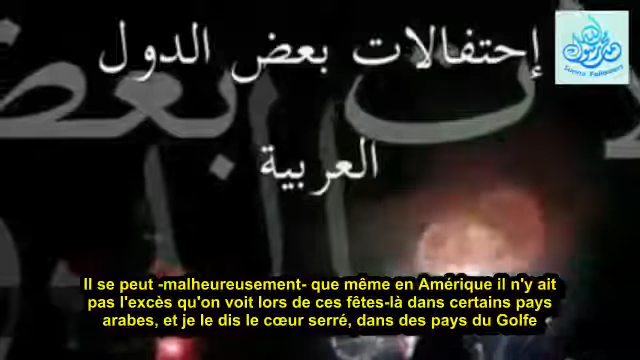 إحتفالات بعض الدول
العربية
Sunna Followers
Il se peut -malheureusement- que même en Amérique il n'y ait
pas l'excès qu'on voit lors de ces fêtes-là dans certains pays
arabes, et je le dis le cœur serré, dans des pays du Golfe